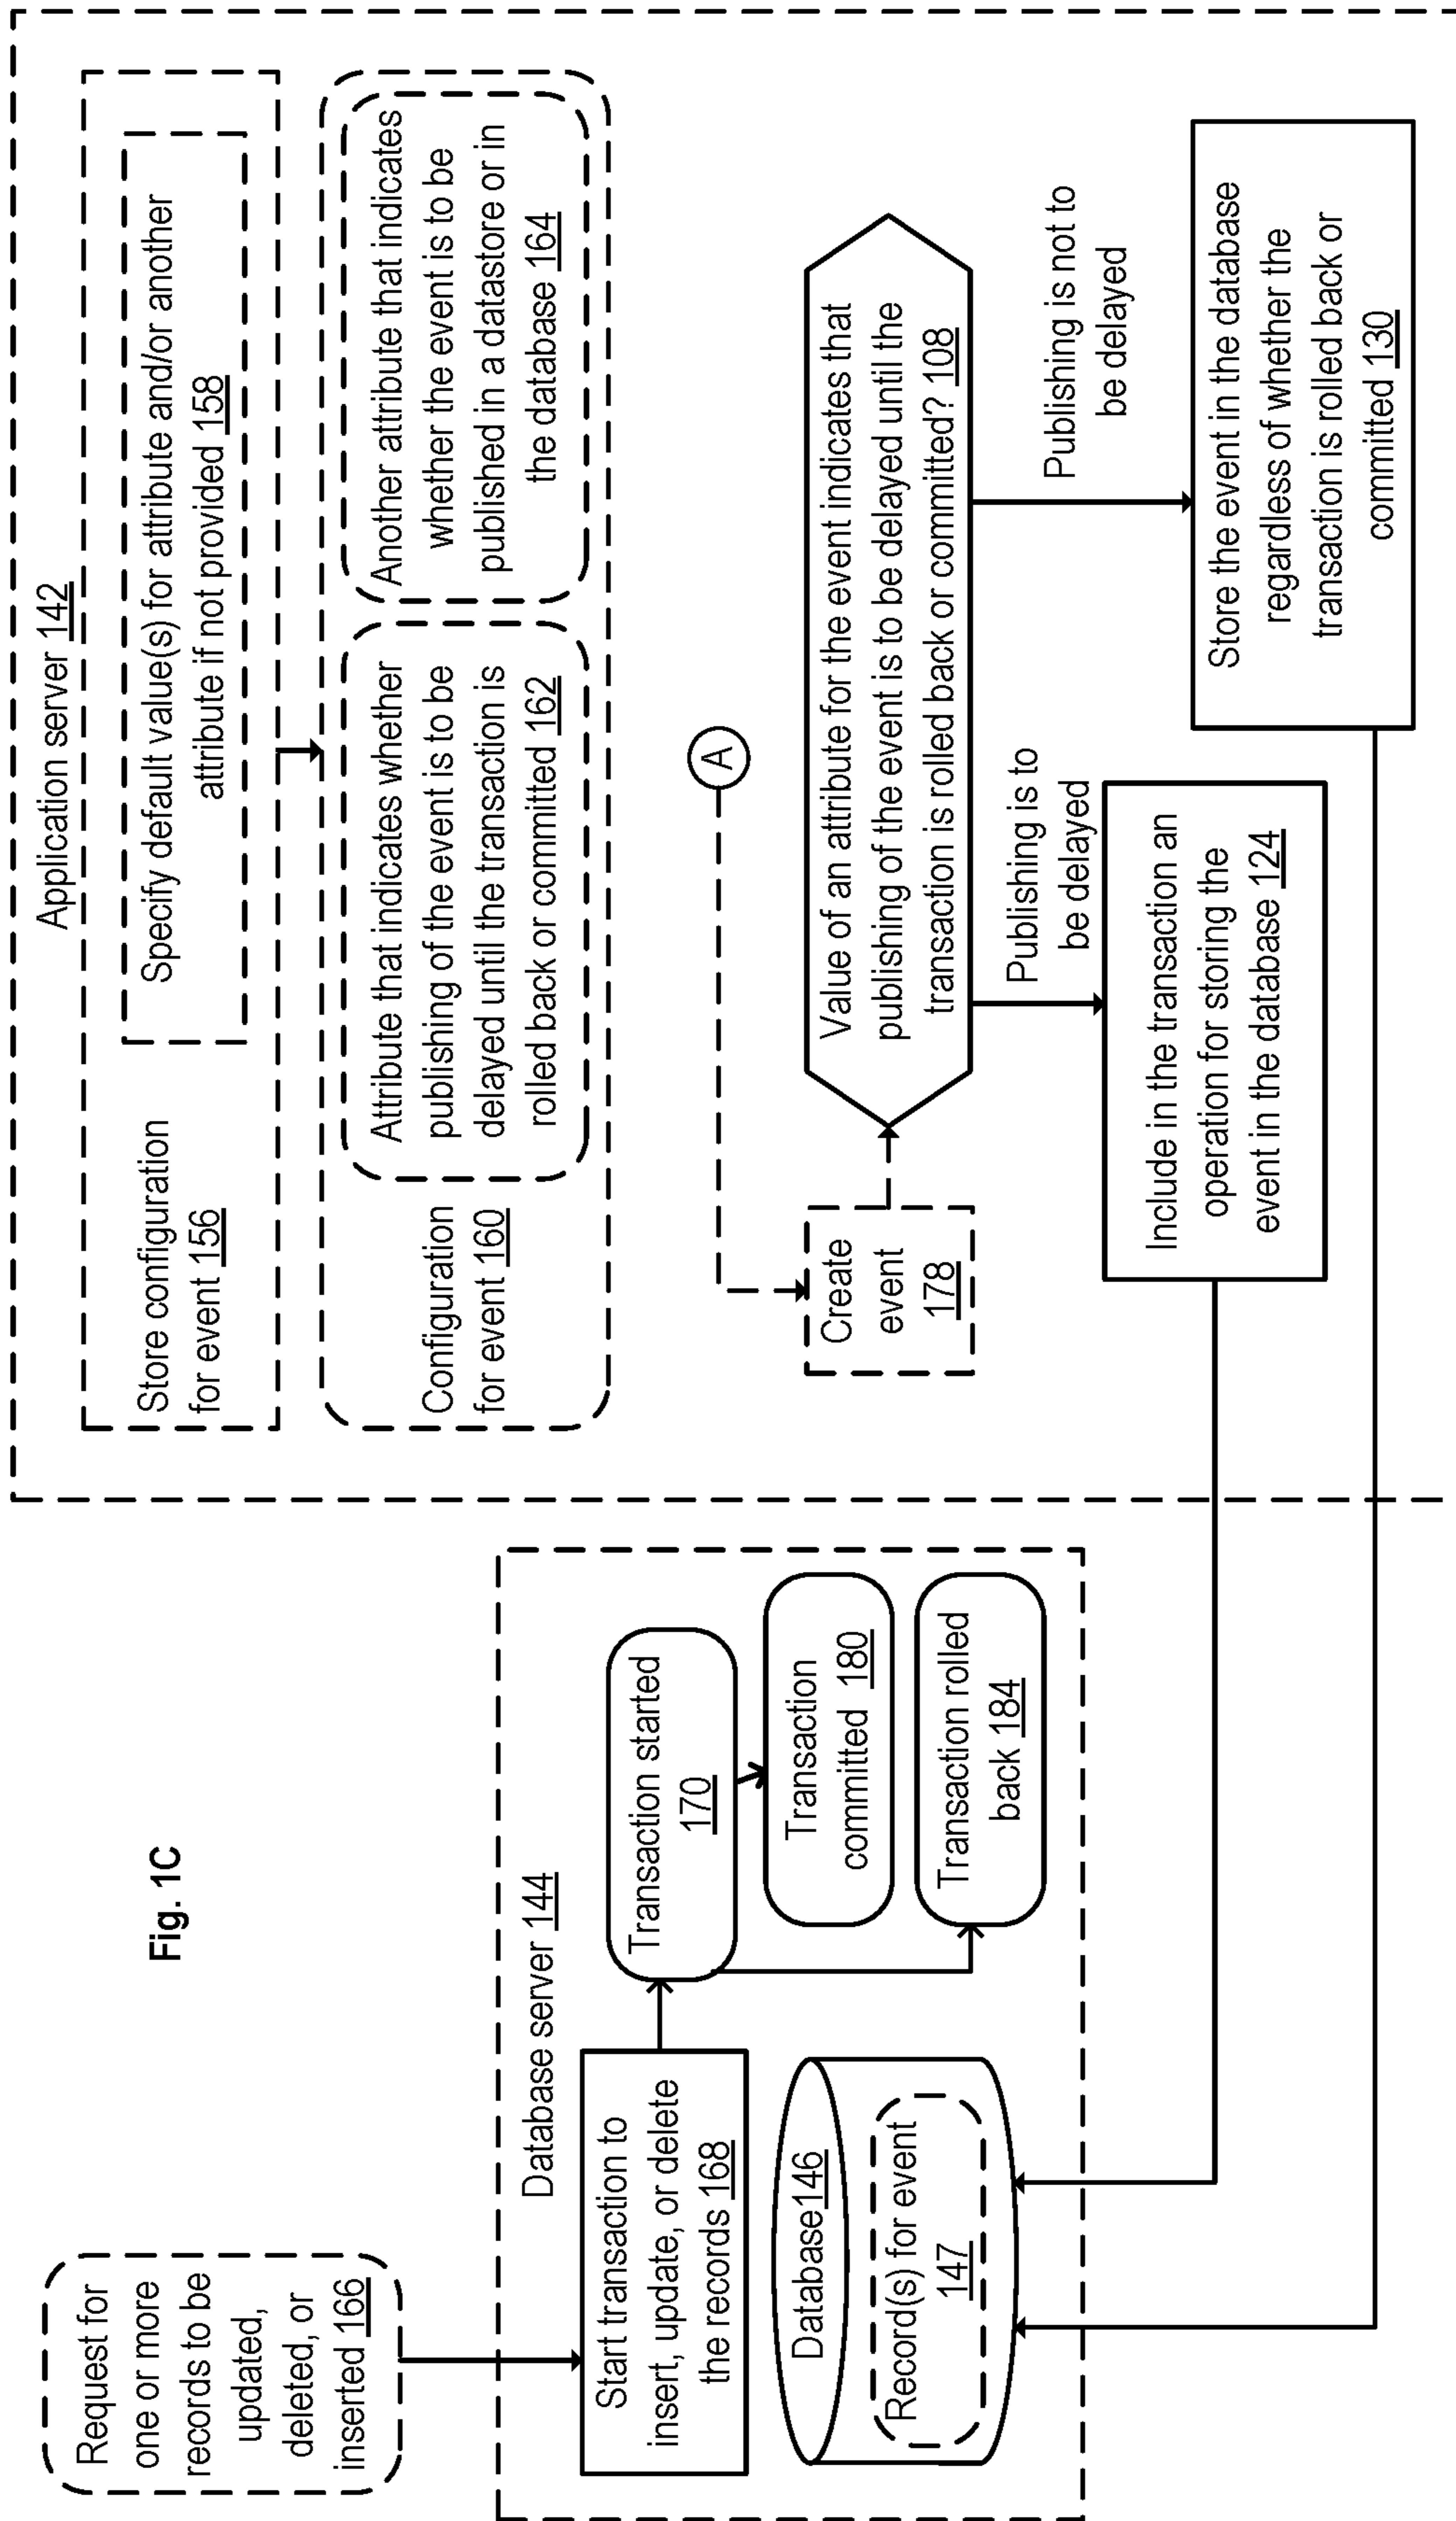 Fig. 1C
Request for
one or more
records to be
updated,
deleted, or
inserted 166
Database server 144
Start transaction to
insert, update, or delete
the records 168
Transaction started
170
Transaction
committed 180
Transaction rolled
back 184
Database146
Record(s) for event
147
Application server 142
Store configuration
for event 156
Specify default value(s) for attribute and/or another
attribute if not provided 158
Configuration
for event 160
Attribute that indicates whether
publishing of the event is to be
delayed until the transaction is
rolled back or committed 162
Another attribute that indicates
whether the event is to be
published in a datastore or in
the database 164
A
Create
event
178
Value of an attribute for the event indicates that
publishing of the event is to be delayed until the
transaction is rolled back or committed? 108
Publishing is to
be delayed
Publishing is not to
be delayed
Include in the transaction an
operation for storing the
event in the database 124
Store the event in the database
regardless of whether the
transaction is rolled back or
committed 130